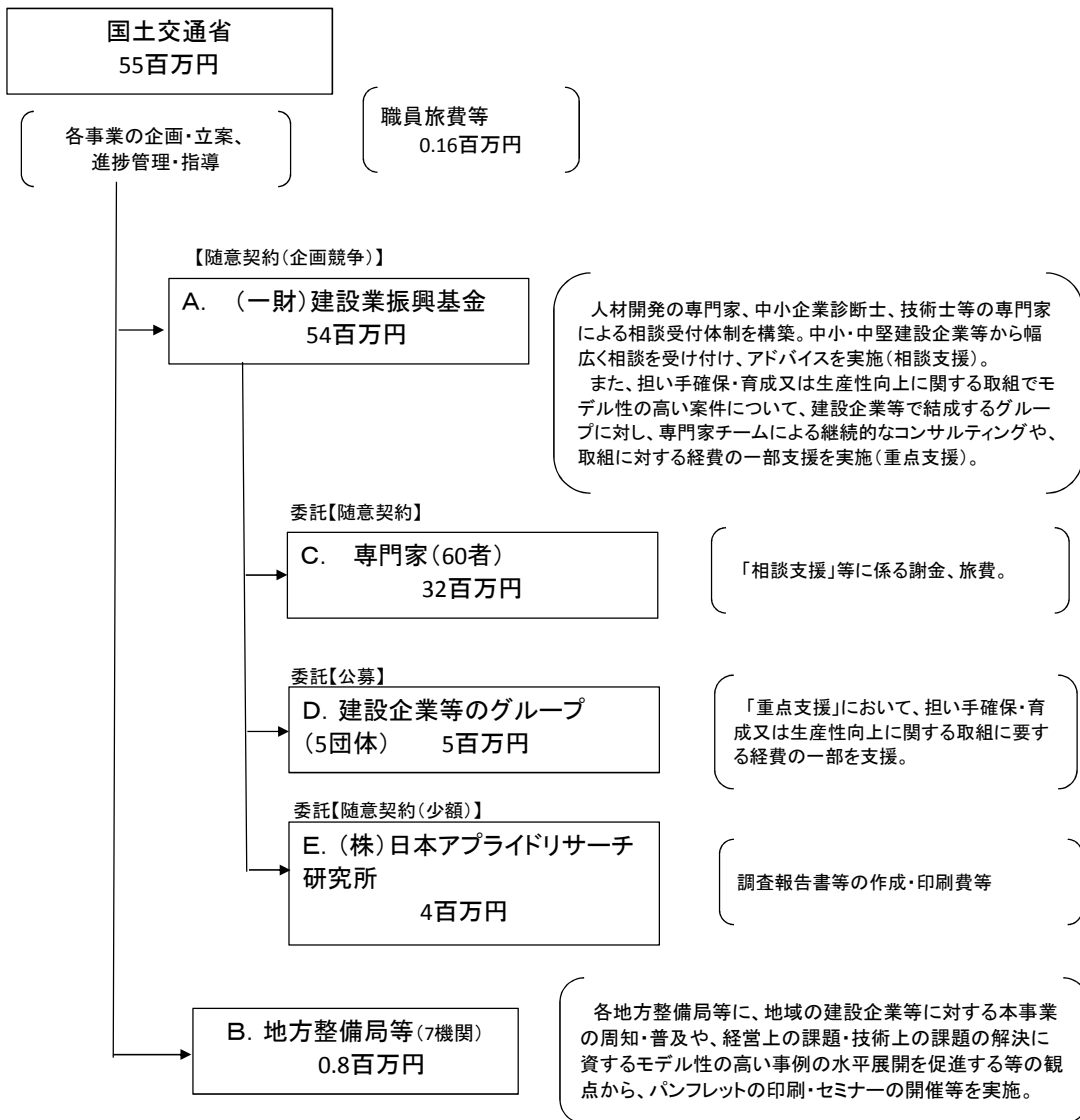 国土交通省
55百万円
各事業の企画・立案、
進捗管理・指導
職員旅費等
0.16百万円
【随意契約(企画競争)】
A. (一財)建設業振興基金
54百万円
人材開発の専門家、中小企業診断士、技術士等の専門家
による相談受付体制を構築。中小・中堅建設企業等から幅
広く相談を受け付け、アドバイスを実施(相談支援)。
また、担い手確保・育成又は生産性向上に関する取組でモ
デル性の高い案件について、建設企業等で結成するグルー
プに対し、専門家チームによる継続的なコンサルティングや、
取組に対する経費の一部支援を実施(重点支援)。
委託【随意契約】
C. 専門家(60者)
32百万円
「相談支援」等に係る謝金、旅費。
委託【公募】
D. 建設企業等のグループ
(5団体) 5百万円
「重点支援」において、担い手確保・育
成又は生産性向上に関する取組に要す
る経費の一部を支援。
委託【随意契約(少額)】
E. (株)日本アプライドリサーチ
研究所
4百万円
調査報告書等の作成・印刷費等
B. 地方整備局等(7機関)
0.8百万円
各地方整備局等に、地域の建設企業等に対する本事業
の周知・普及や、経営上の課題・技術上の課題の解決に
資するモデル性の高い事例の水平展開を促進する等の観
点から、パンフレットの印刷・セミナーの開催等を実施。